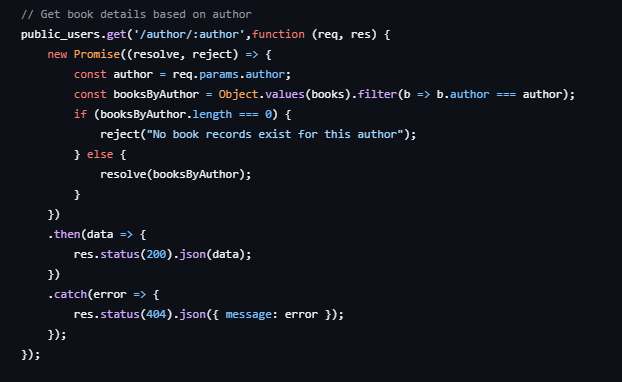 // Get book details based on author
public_users.get('/author/:author',function (req, res) {
    new Promise((resolve, reject) => {
        const author = req.params.author;
        const booksByAuthor = Object.values(books).filter(b => b.author === author);
        if (booksByAuthor.length === 0) {
            reject("No book records exist for this author");
        } else {
            resolve(booksByAuthor);
        }
    })
    .then(data => {
        res.status(200).json(data);
    })
    .catch(error => {
        res.status(404).json({ message: error });
    });
});